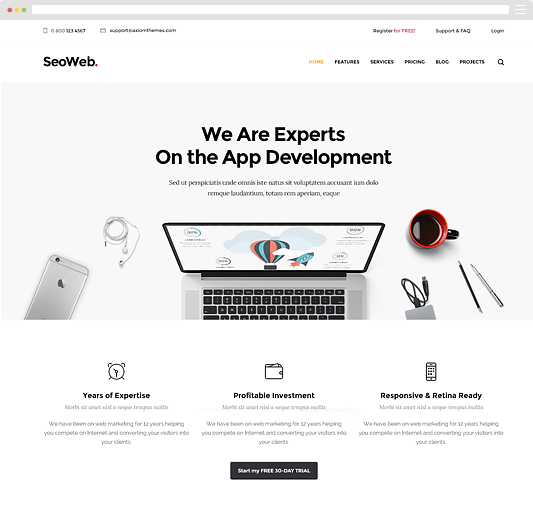 0 800 123 4567 support@axiomthemes.com Register for FREE! Support & FAQ Login
SeoWeb. HOME FEATURES SERVICES PRICING BLOG PROJECTS
We Are Experts
On the App Development
Sed ut perspiciatis unde omnis iste natus sit voluptatem accusant ium dolo
remque laudantium, totam rem aperiam, eaque
Years of Expertise
Morbi sit amet nisl a neque tempus mollis
We have been on web marketing for 12 years helping
you compete on Internet and converting your visitors into
your clients.
Profitable Investment
Morbi sit amet nisl a neque tempus mollis
We have been on web marketing for 12 years helping
you compete on Internet and converting your visitors into
your clients.
Responsive & Retina Ready
Morbi sit amet nisl a neque tempus mollis
We have been on web marketing for 12 years helping
you compete on Internet and converting your visitors into
your clients.
Start my FREE 30-DAY TRIAL